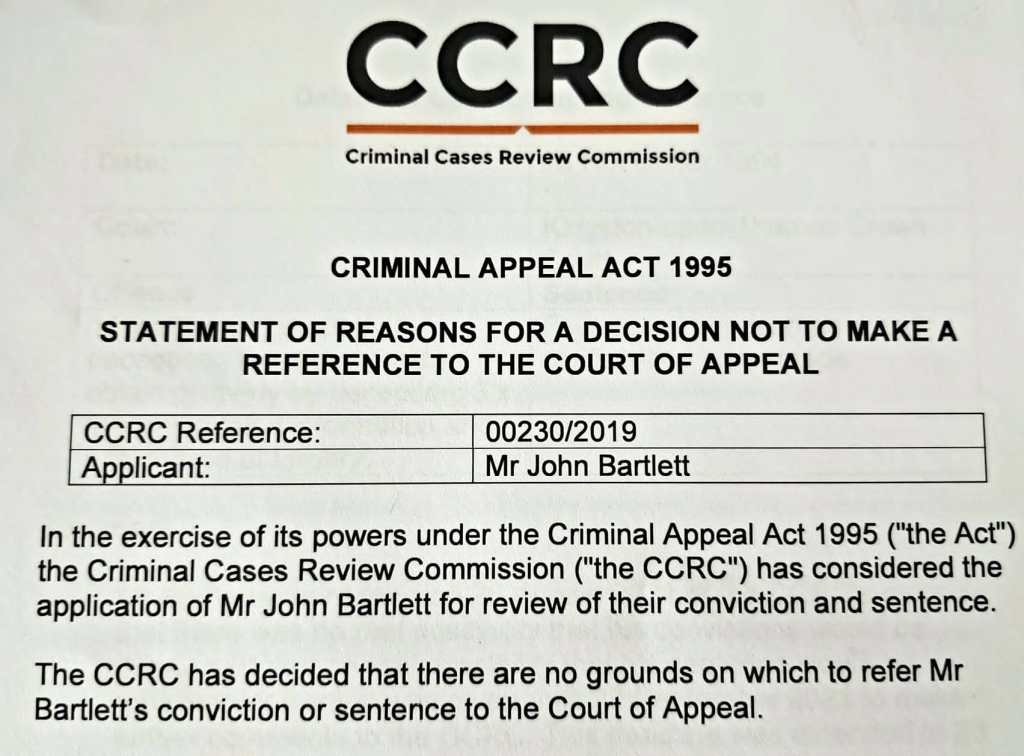 CCRC
Criminal Cases Review Commission
CRIMINAL APPEAL ACT 1995
STATEMENT OF REASONS FOR A DECISION NOT TO MAKE A
REFERENCE TO THE COURT OF APPEAL
CCRC Reference: 00230/2019
Applicant: Mr John Bartlett
In the exercise of its powers under the Criminal Appeal Act 1995 ("the Act")
the Criminal Cases Review Commission ("the CCRC") has considered the
application of Mr John Bartlett for review of their conviction and sentence.
The CCRC has decided that there are no grounds on which to refer Mr
Bartlett's conviction or sentence to the Court of Appeal.